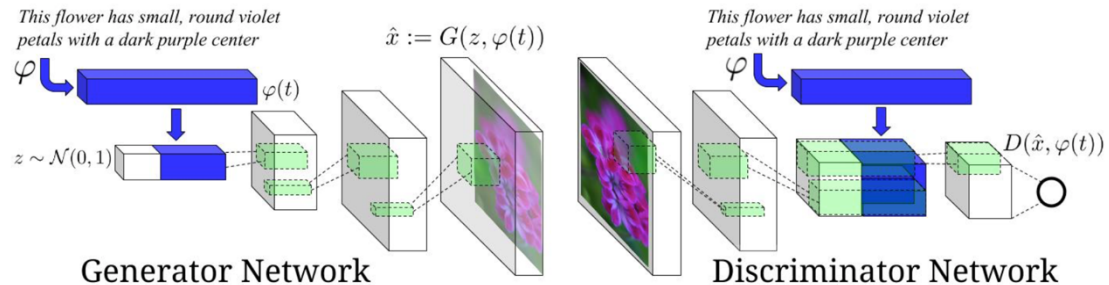 This flower has small, round violet
petals with a dark purple center
φ
φ(t)
z ∼ 𝒩(0, 1)
x̂ := G(z, φ(t))
Generator Network
This flower has small, round violet
petals with a dark purple center
φ
D(x̂, φ(t))
Discriminator Network